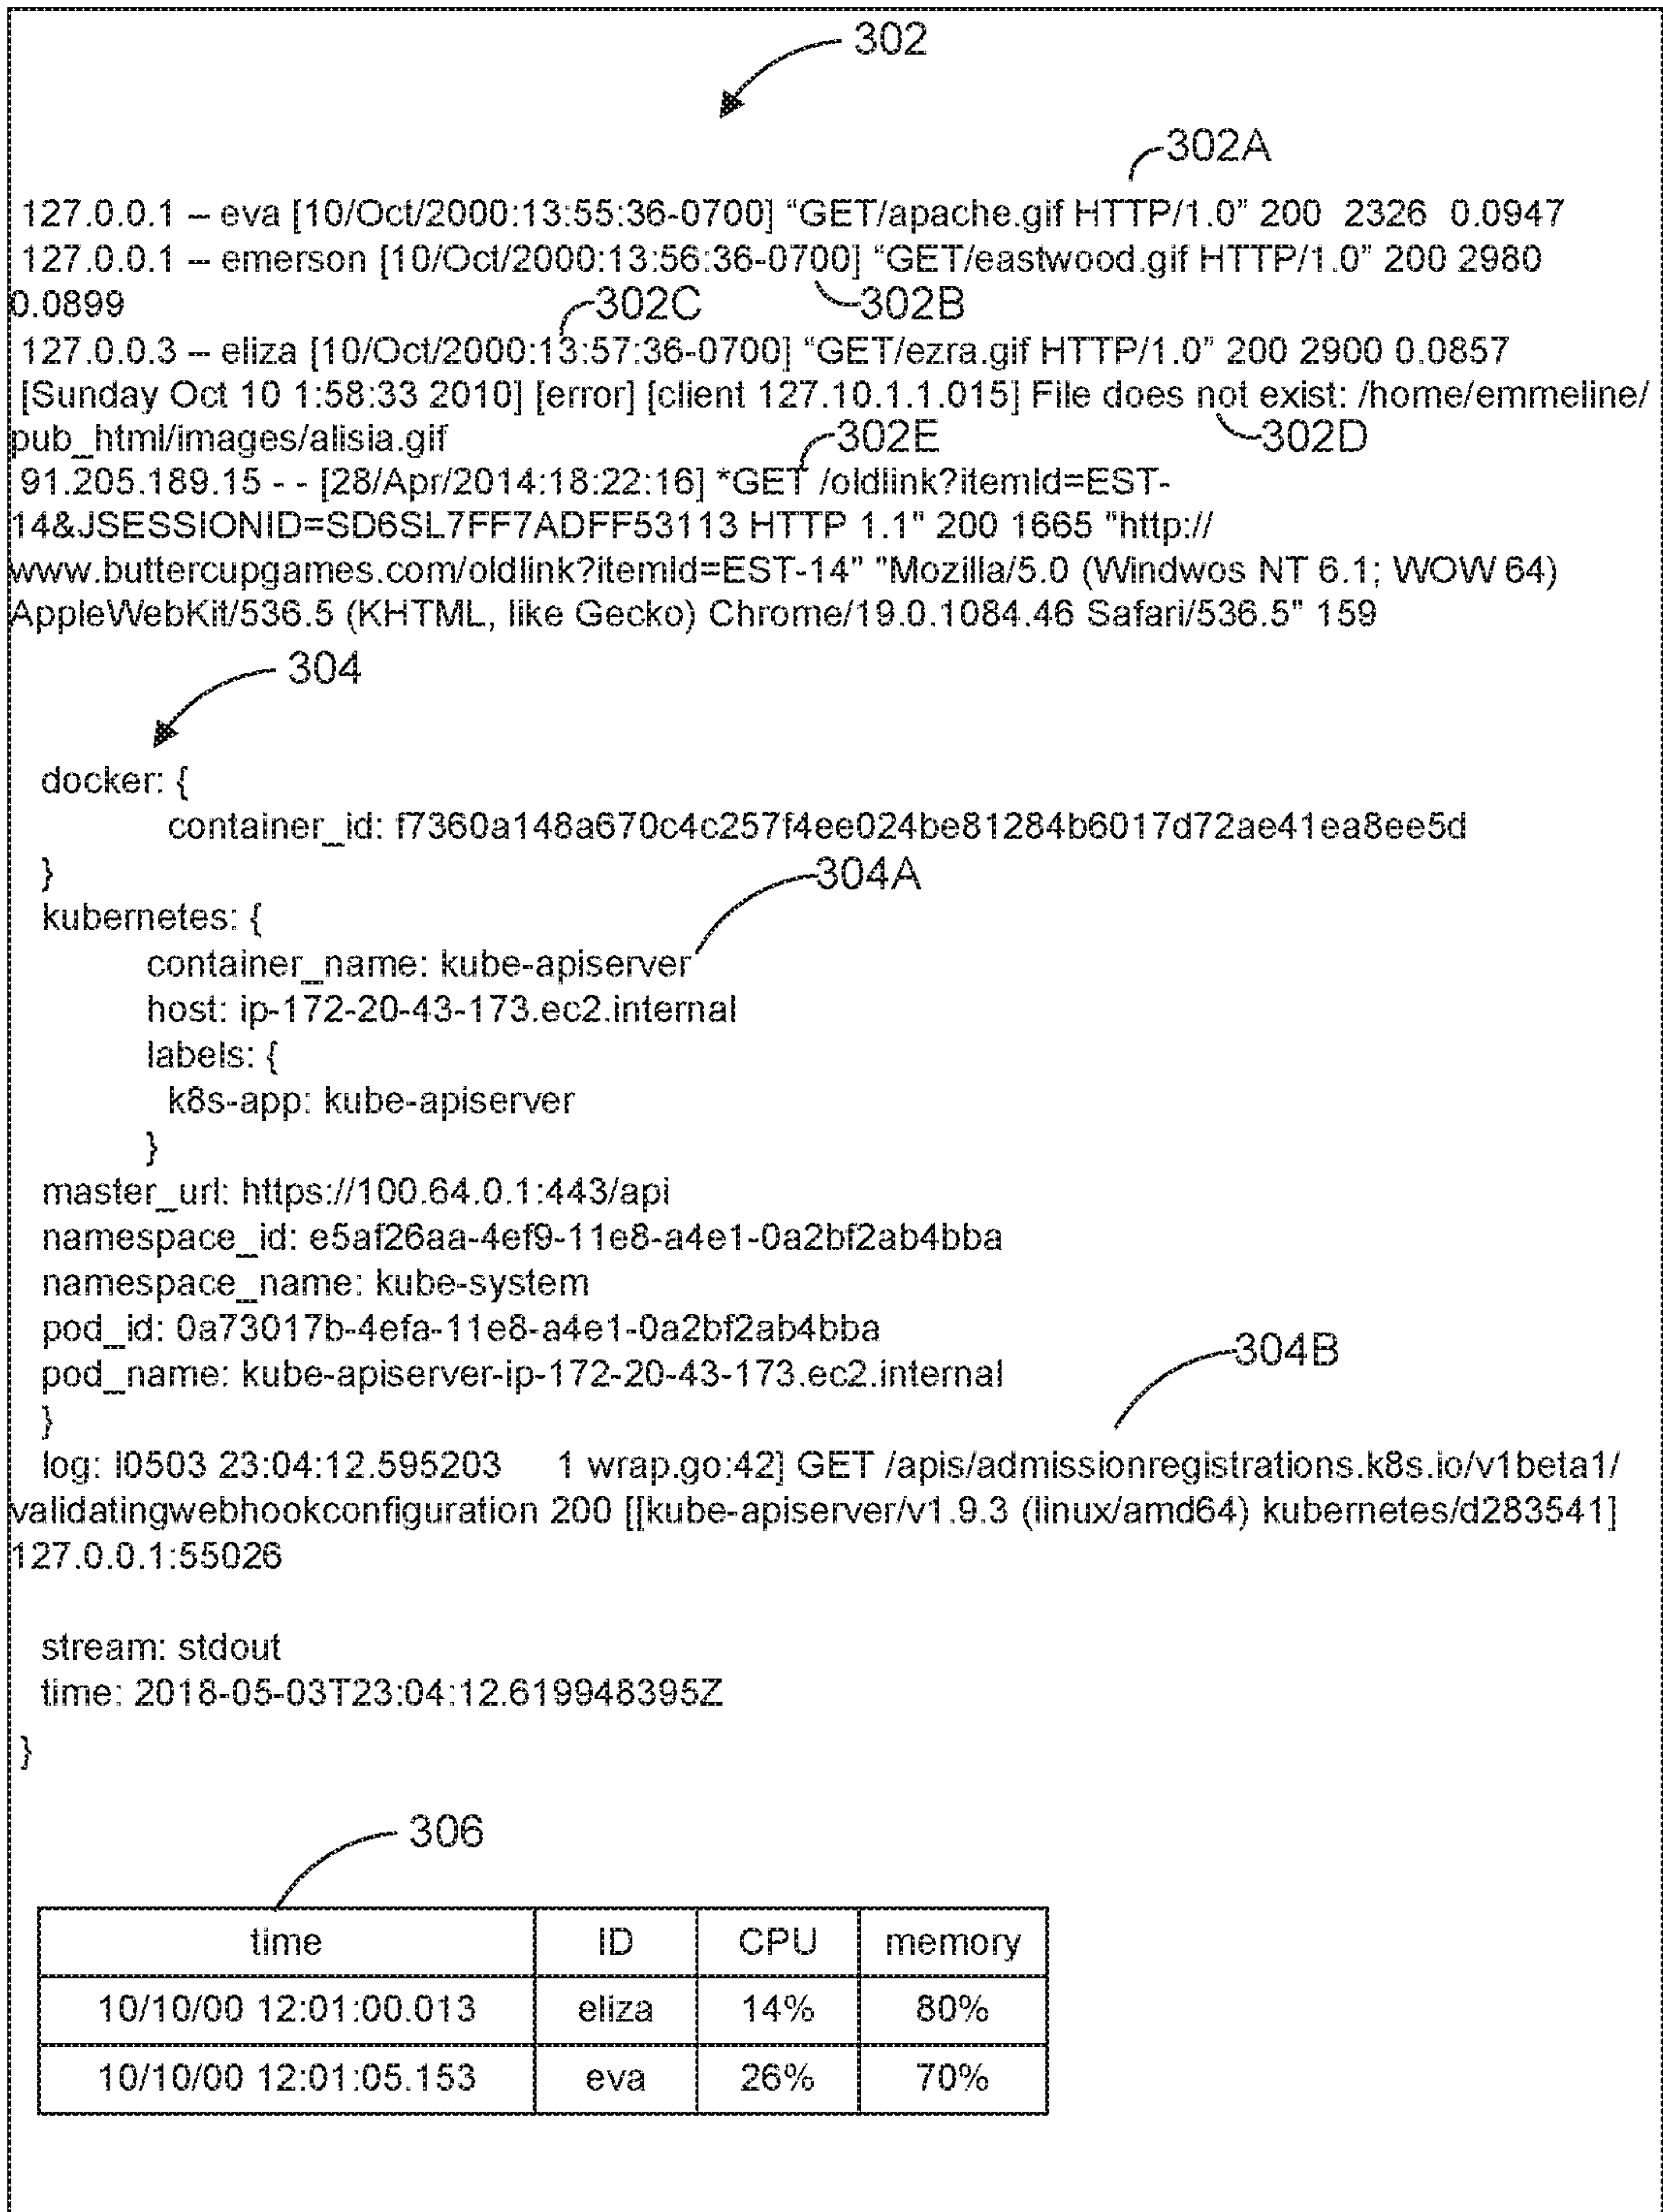 302
302A
127.0.0.1 – eva [10/Oct/2000:13:55:36-0700] “GET/apache.gif HTTP/1.0” 200 2326 0.0947
127.0.0.1 – emerson [10/Oct/2000:13:56:36-0700] “GET/eastwood.gif HTTP/1.0” 200 2980
0.0899
302C
302B
127.0.0.3 – eliza [10/Oct/2000:13:57:36-0700] “GET/ezra.gif HTTP/1.0” 200 2900 0.0857
[Sunday Oct 10 1:58:33 2010] [error] [client 127.10.1.1.015] File does not exist: /home/emmeline/
pub_html/images/alisia.gif
302E
302D
91.205.189.15 - - [28/Apr/2014:18:22:16] *GET /oldlink?itemId=EST-
14&JSESSIONID=SD6SL7FF7ADFF53113 HTTP 1.1" 200 1665 "http://
www.buttercupgames.com/oldlink?itemId=EST-14" "Mozilla/5.0 (Windwos NT 6.1; WOW 64)
AppleWebKit/536.5 (KHTML, like Gecko) Chrome/19.0.1084.46 Safari/536.5" 159
304
docker: {
container_id: f7360a148a670c4c257f4ee024be81284b6017d72ae41ea8ee5d
}
304A
kubernetes: {
container_name: kube-apiserver
host: ip-172-20-43-173.ec2.internal
labels: {
k8s-app: kube-apiserver
}
master_url: https://100.64.0.1:443/api
namespace_id: e5af26aa-4ef9-11e8-a4e1-0a2bf2ab4bba
namespace_name: kube-system
pod_id: 0a73017b-4efa-11e8-a4e1-0a2bf2ab4bba
304B
pod_name: kube-apiserver-ip-172-20-43-173.ec2.internal
}
log: I0503 23:04:12.595203 1 wrap.go:42] GET /apis/admissionregistrations.k8s.io/v1beta1/
validatingwebhookconfiguration 200 [[kube-apiserver/v1.9.3 (linux/amd64) kubernetes/d283541]
127.0.0.1:55026
stream: stdout
time: 2018-05-03T23:04:12.619948395Z
}
306
time ID CPU memory
10/10/00 12:01:00.013 eliza 14% 80%
10/10/00 12:01:05.153 eva 26% 70%